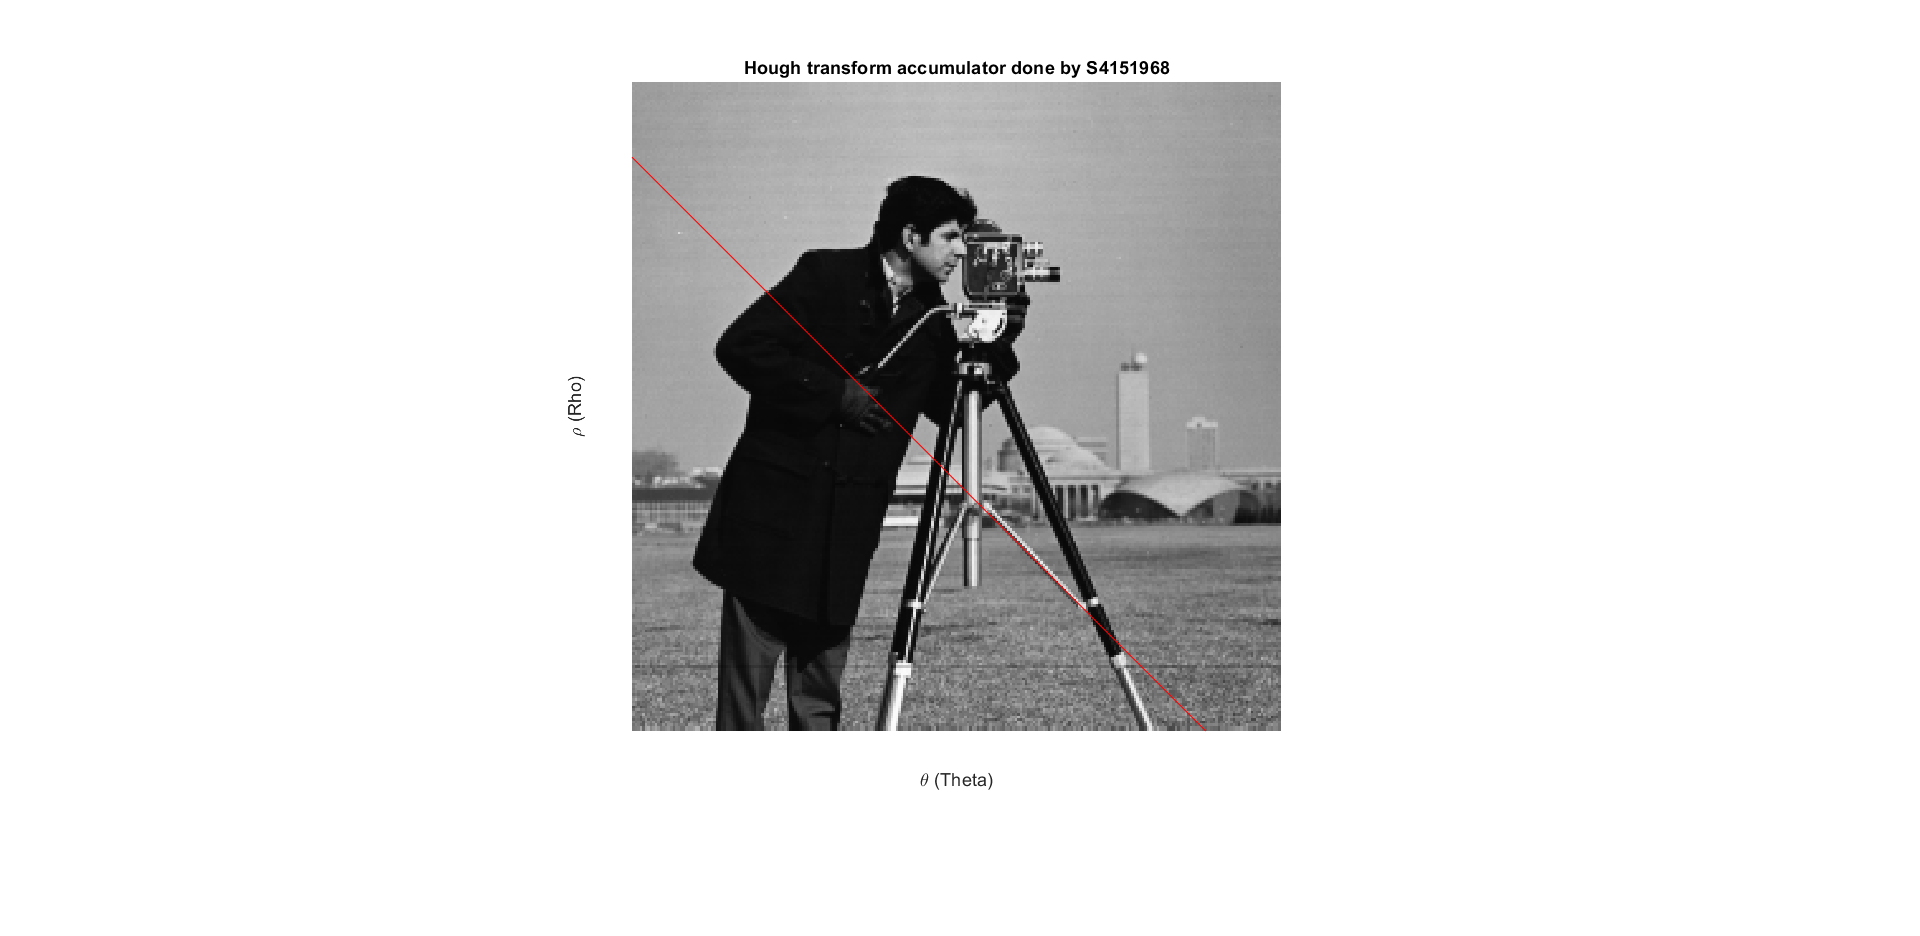 Hough transform accumulator done by S4151968
ρ (Rho)
θ (Theta)